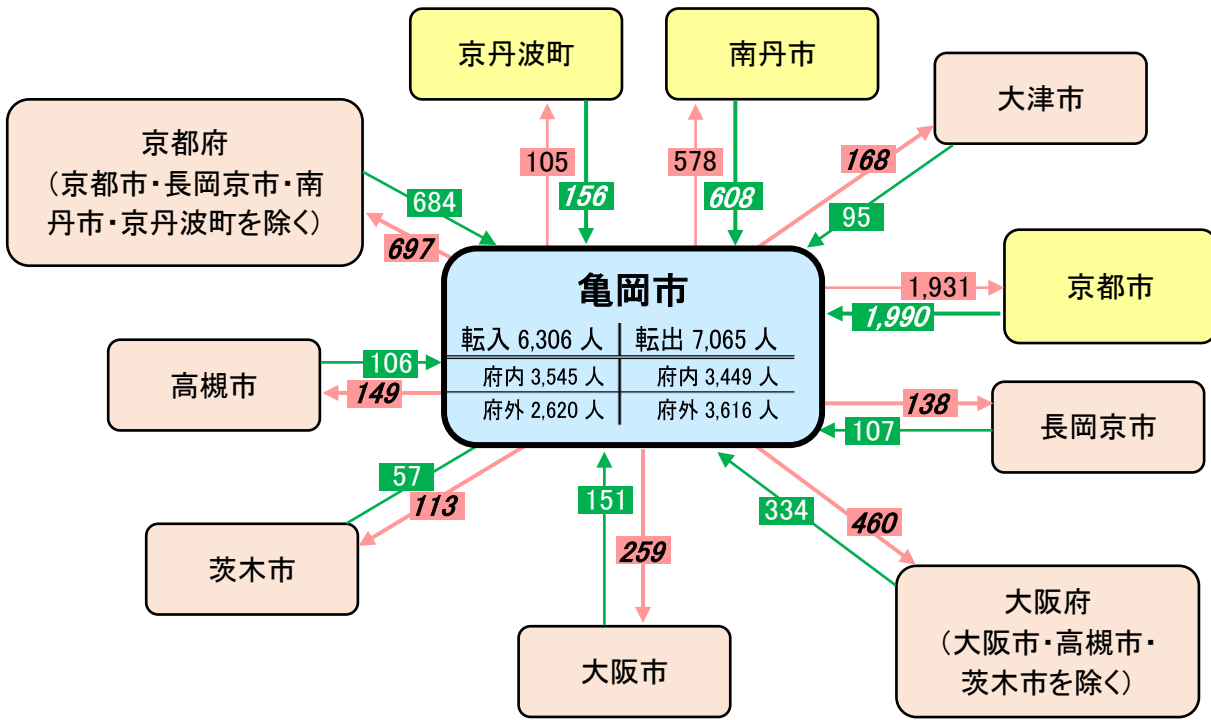 京丹波町
南丹市
大津市
京都府
（京都市・長岡京市・南
丹市・京丹波町を除く）
105
156
578
608
168
95
684
697
亀岡市
転入 6,306 人
転出 7,065 人
府内 3,545 人
府内 3,449 人
府外 2,620 人
府外 3,616 人
1,931
1,990
京都市
高槻市
106
149
138
107
長岡京市
57
113
茨木市
151
259
大阪市
334
460
大阪府
（大阪市・高槻市・
茨木市を除く）